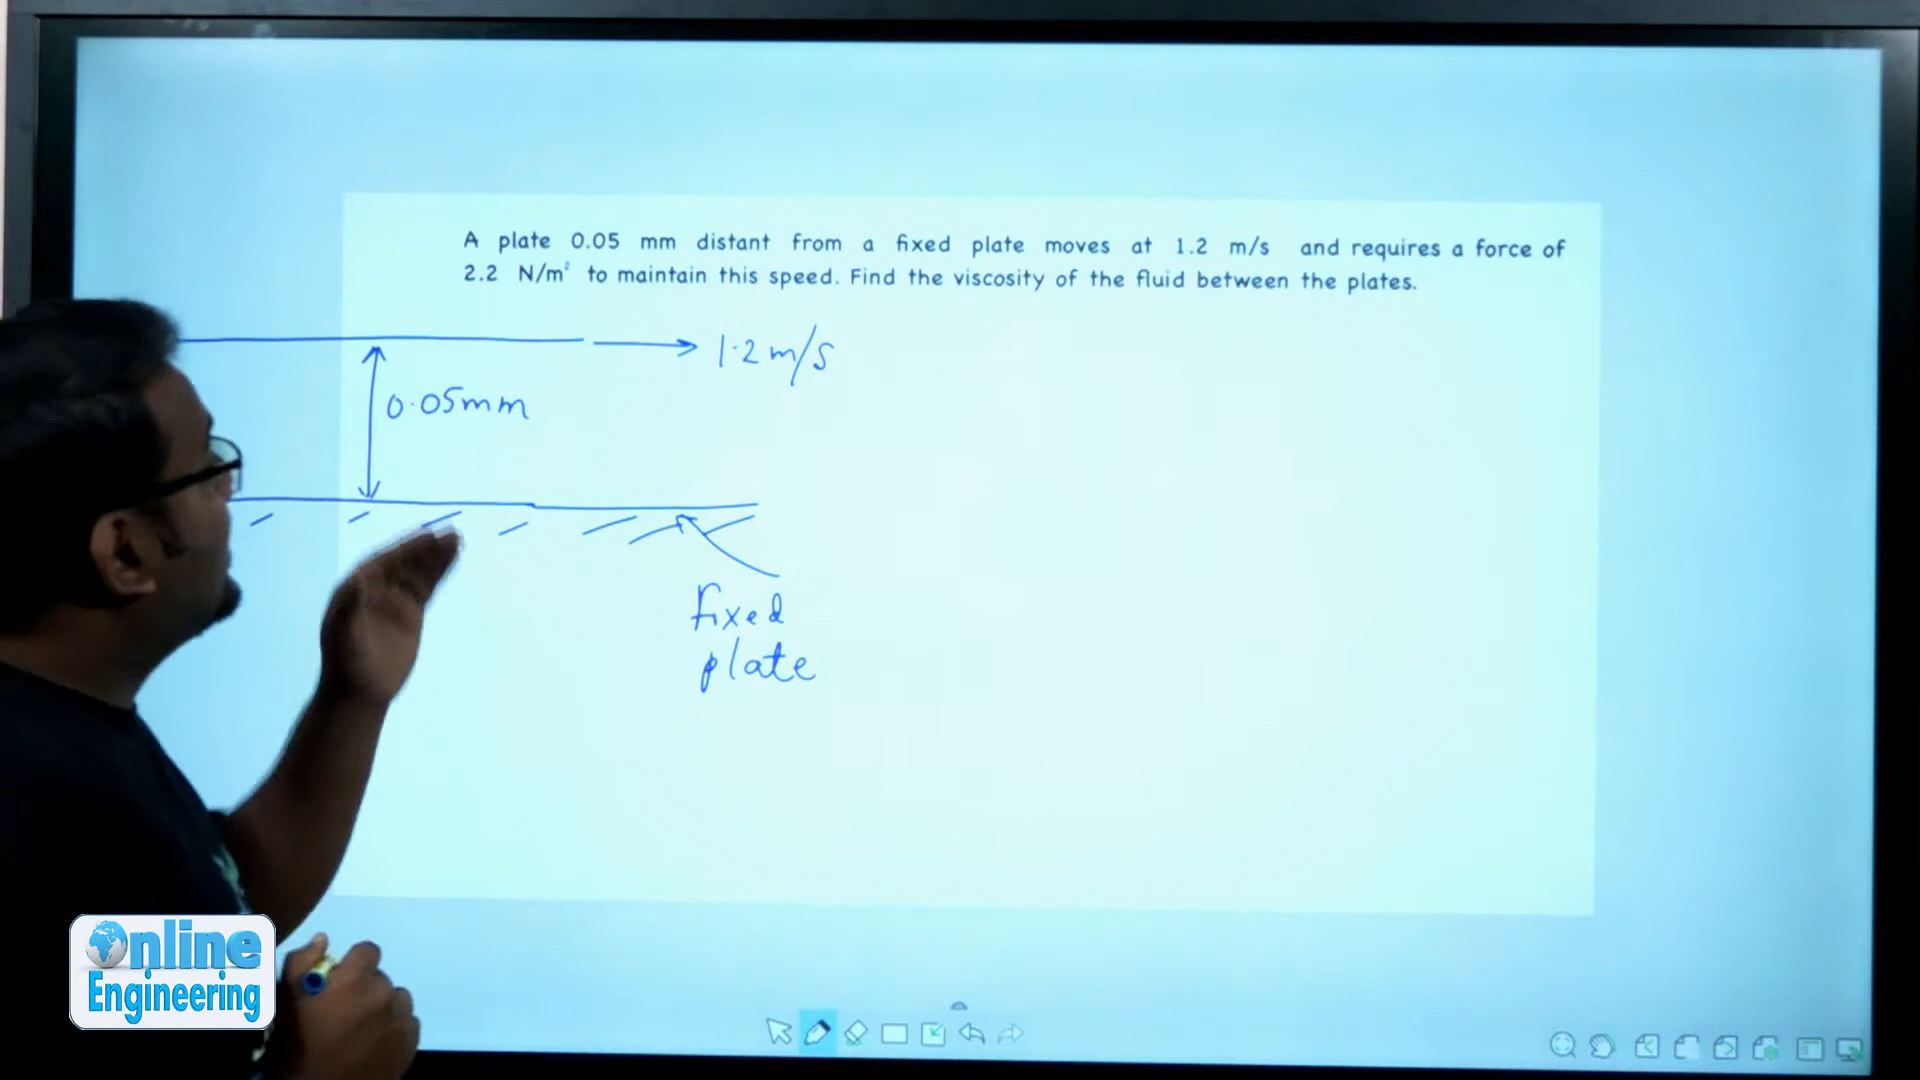 A plate 0.05 mm distant from a fixed plate moves at 1.2 m/s and requires a force of
2.2 N/m² to maintain this speed. Find the viscosity of the fluid between the plates.
1.2 m/s
0.05mm
fixed
plate
Online
Engineering